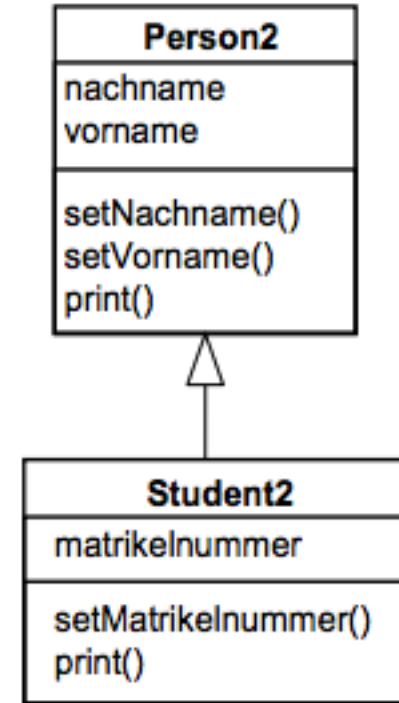 Person2
nachname
vorname
setNachname()
setVorname()
print()
Student2
matrikelnummer
setMatrikelnummer()
print()